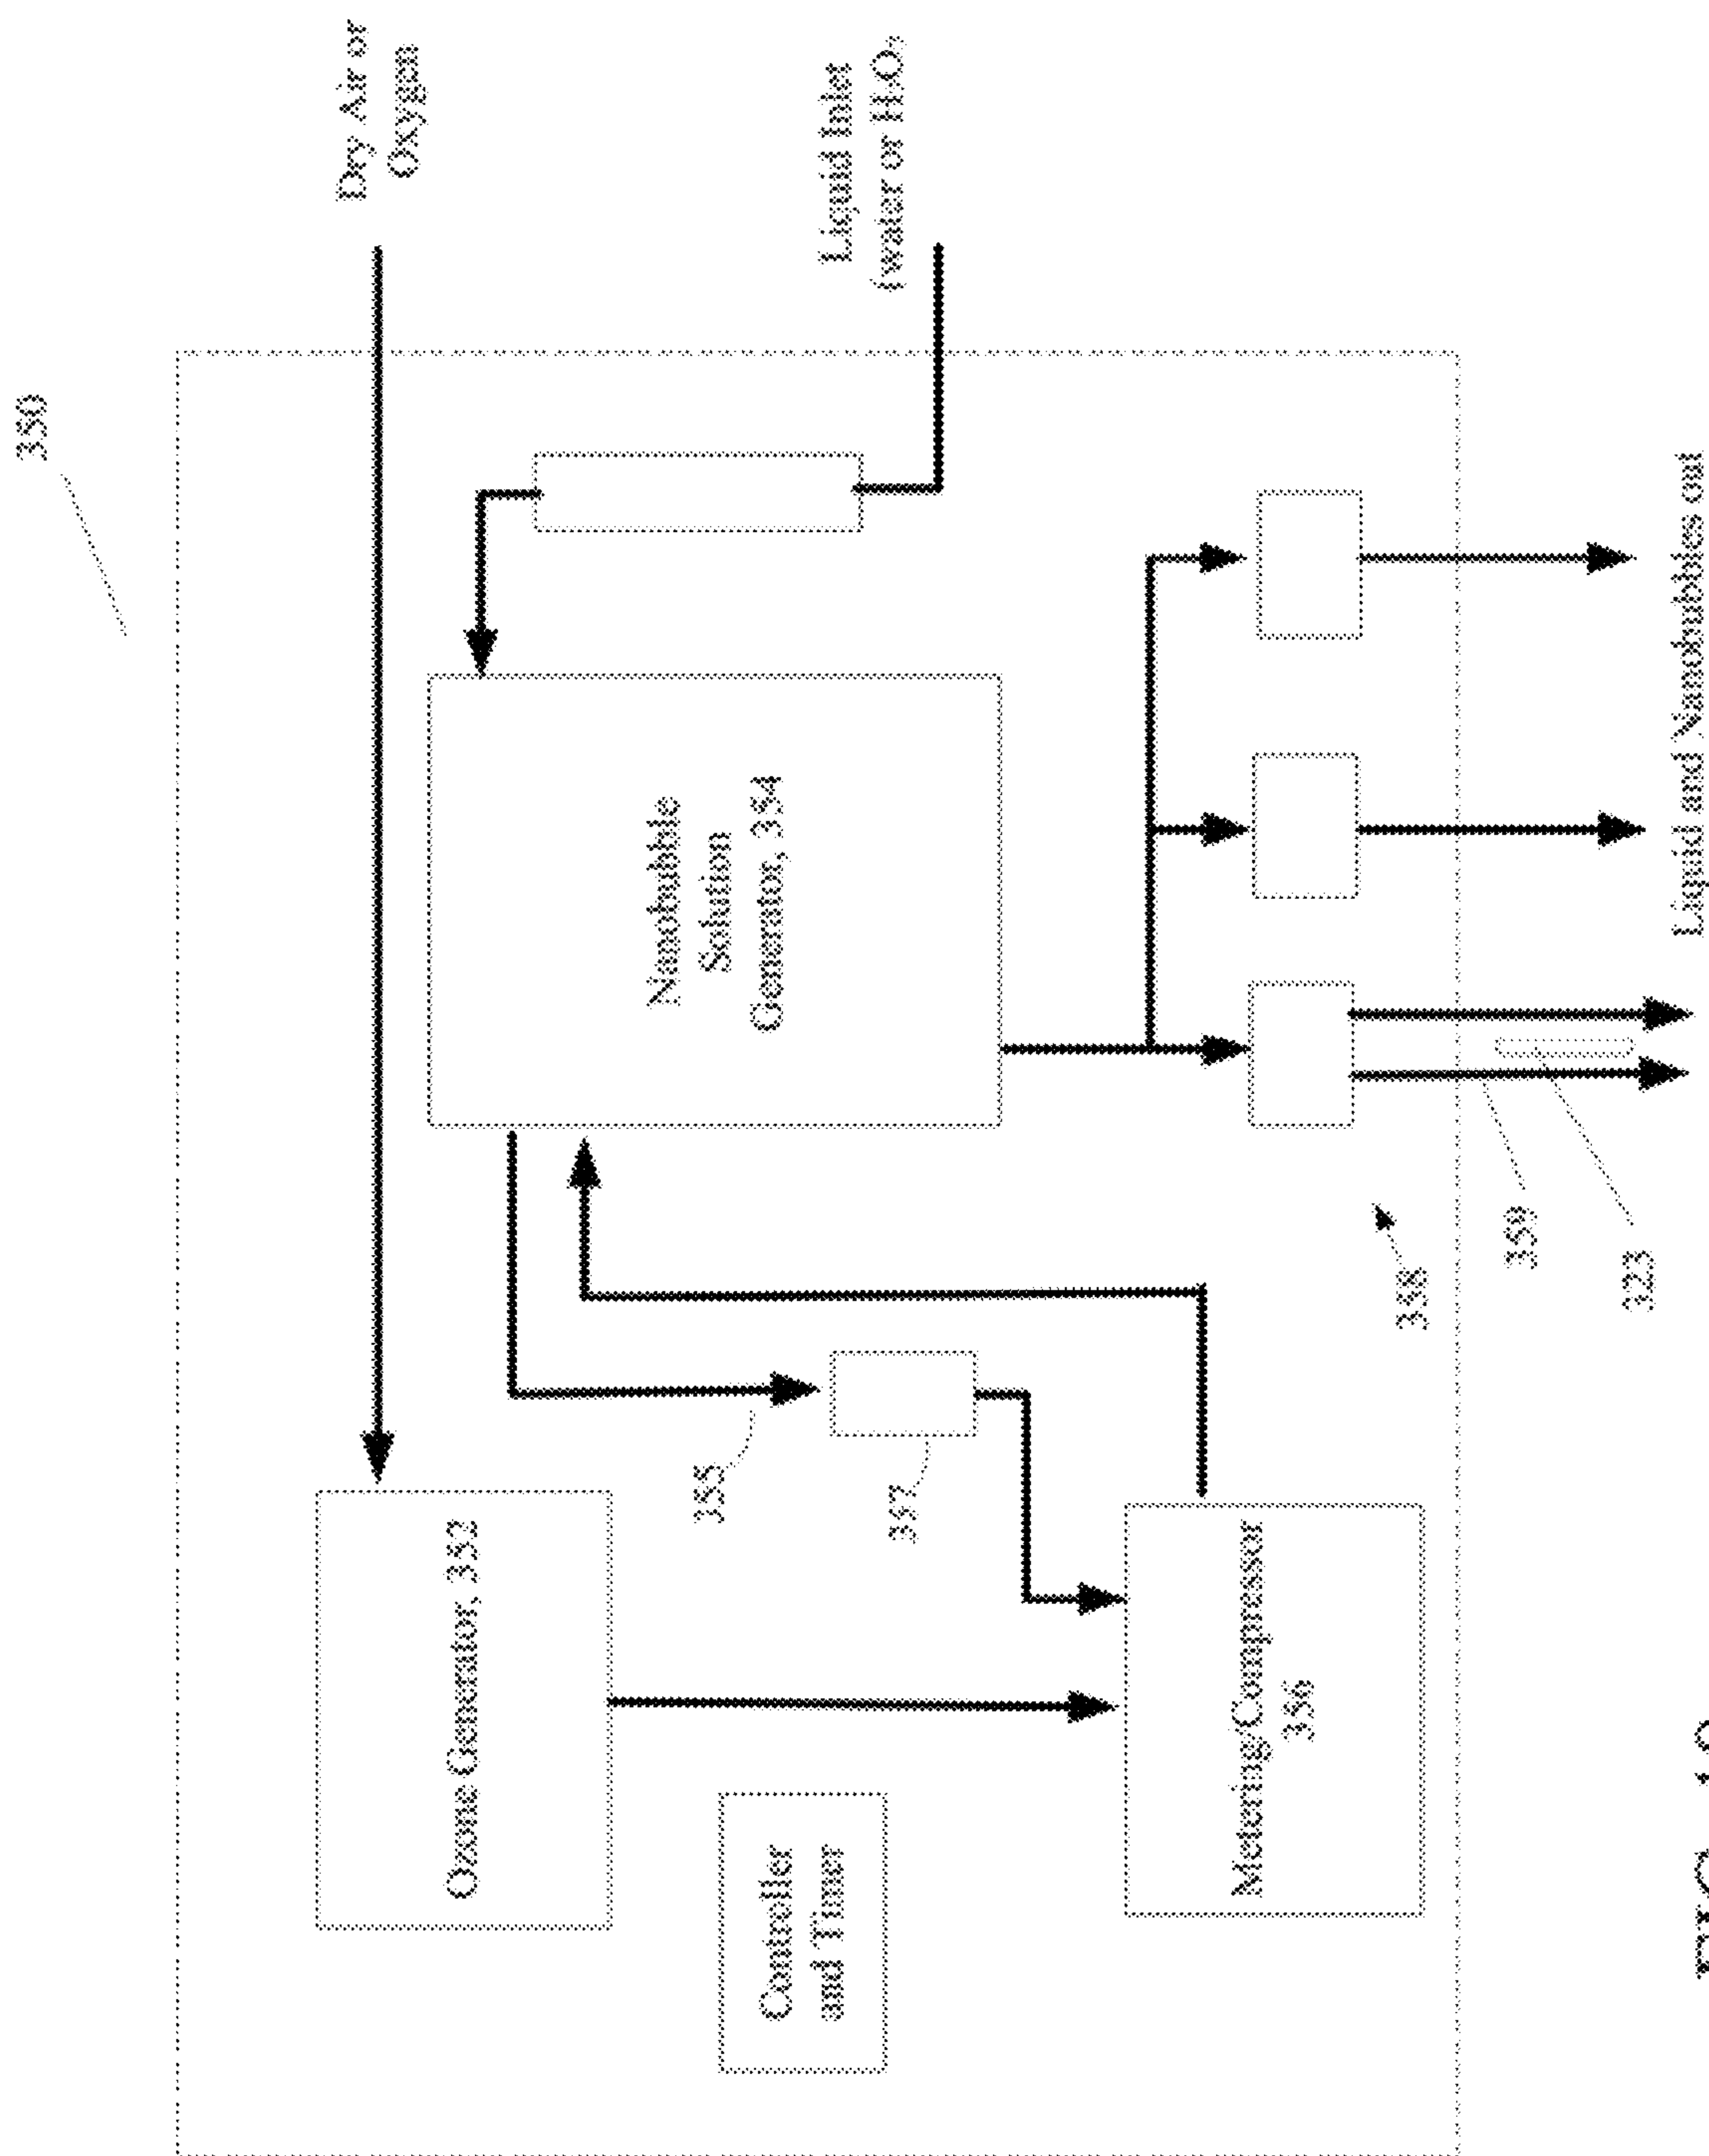 350
Dry Air or
Oxygen
Liquid Inlet
(water or H₂O₂
Ozone Generator, 352
Nanobubble
Solution
Generator, 354
355
357
Controller
and Timer
Metering/Compressor
356
358
359
323
Liquid and Nanobubbles out